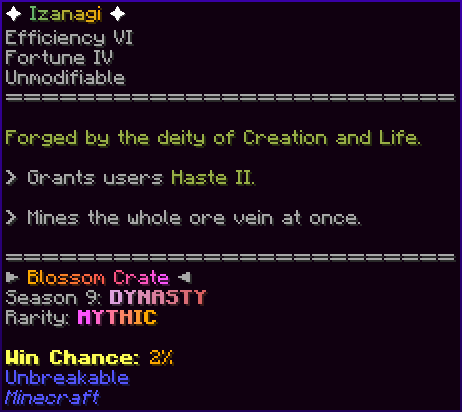 ✦ Izanagi ✦
Efficiency VI
Fortune IV
Unmodifiable
============================
Forged by the deity of Creation and Life.
> Grants users Haste II.
> Mines the whole ore vein at once.
============================
► Blossom Crate ◄
Season 9: DYNASTY
Rarity: MYTHIC
Win Chance: 2%
Unbreakable
Minecraft